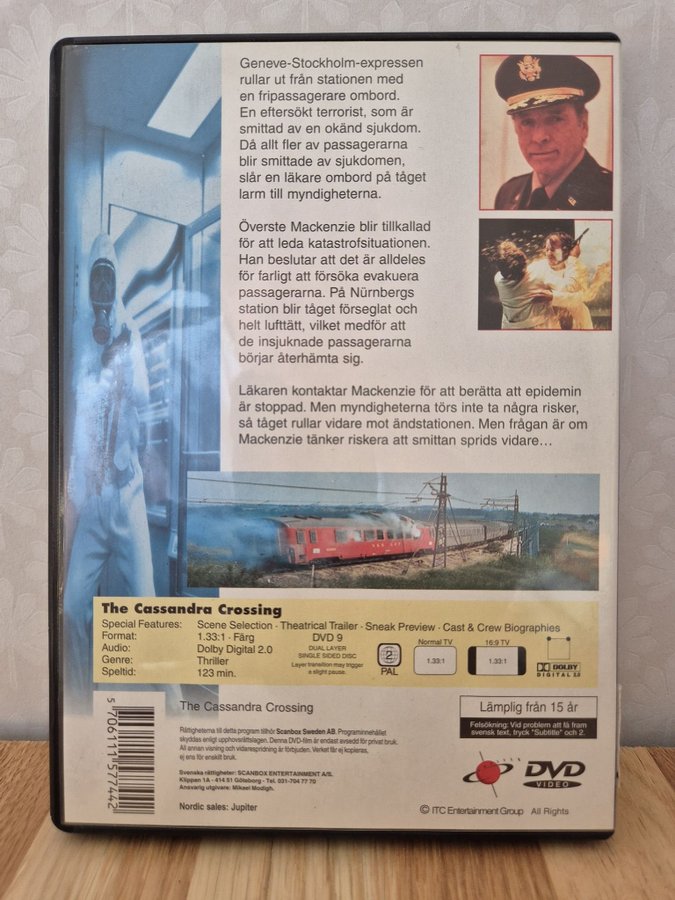 Geneve-Stockholm-expressen
rullar ut från stationen med
en fripassagerare ombord.
En eftersökt terrorist, som är
smittad av en okänd sjukdom.
Då allt fler av passagerarna
blir smittade av sjukdomen,
slår en läkare ombord på tåget
larm till myndigheterna.
Överste Mackenzie blir tillkallad
för att leda katastrofsituationen.
Han beslutar att det är alldeles
för farligt att försöka evakuera
passagerarna. På Nürnbergs
station blir tåget förseglat och
helt lufttätt, vilket medför att
de insjuknade passagerarna
börjar återhämta sig.
Läkaren kontaktar Mackenzie för att berätta att epidemin
är stoppad. Men myndigheterna törs inte ta några risker,
så tåget rullar vidare mot ändstationen. Men frågan är om
Mackenzie tänker riskera att smittan sprids vidare…
The Cassandra Crossing
Special Features: Scene Selection · Theatrical Trailer · Sneak Preview · Cast & Crew Biographies
Format: 1.33:1 · Färg
Audio: Dolby Digital 2.0
Genre: Thriller
Speltid: 123 min.
DVD 9
DUAL LAYER
SINGLE SIDED DISC
Layer transition may trigger
a slight pause.
2
PAL
Normal TV
1.33:1
16:9 TV
1.33:1
DOLBY
DIGITAL 2.0
5 706111 577442
The Cassandra Crossing
Rättigheterna till detta program tillhör Scanbox Sweden AB. Programinnehållet
skyddas enligt upphovsrättslagen. Denna DVD-film är endast avsedd för privat bruk.
All annan visning och vidarespridning är förbjuden. Verket får ej kopieras,
ej ens för enskilt bruk.
Svenska rättigheter: SCANBOX ENTERTAINMENT A/S.
Klippan 1A - 414 51 Göteborg - Tel. 031-704 77 70
Ansvarig utgivare: Mikael Modigh.
Nordic sales: Jupiter
Lämplig från 15 år
Felsökning: Vid problem att få fram
svensk text, tryck "Subtitle" och 2.
DVD
VIDEO
© ITC Entertainment Group All Rights